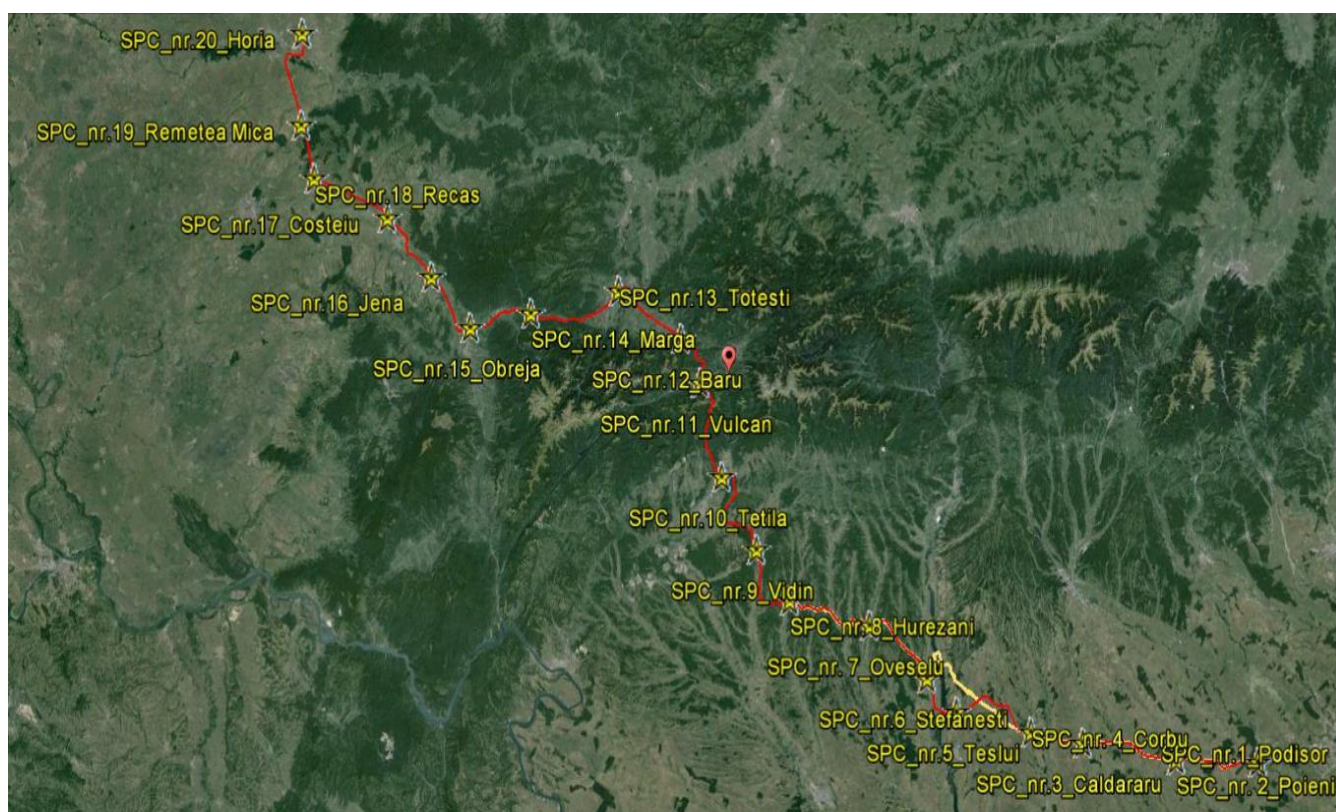 SPC_nr.20_Horia
SPC_nr.19_Remetea Mica
SPC_nr.18_Recas
SPC_nr.17_Costeiu
SPC_nr.16_Jena
SPC_nr.13_Totesti
SPC_nr.14_Marga
SPC_nr.15_Obreja
SPC_nr.12_Baru
SPC_nr.11_Vulcan
SPC_nr.10_Tetila
SPC_nr.9_Vidin
SPC_nr.8_Hurezani
SPC_nr. 7_Oveselu
SPC_nr.6_Stefanesti
SPC_nr. 4_Corbu
SPC_nr.5_Teslui
SPC_nr.1_Podisor
SPC_nr.3_Caldararu
SPC_nr. 2_Poieni